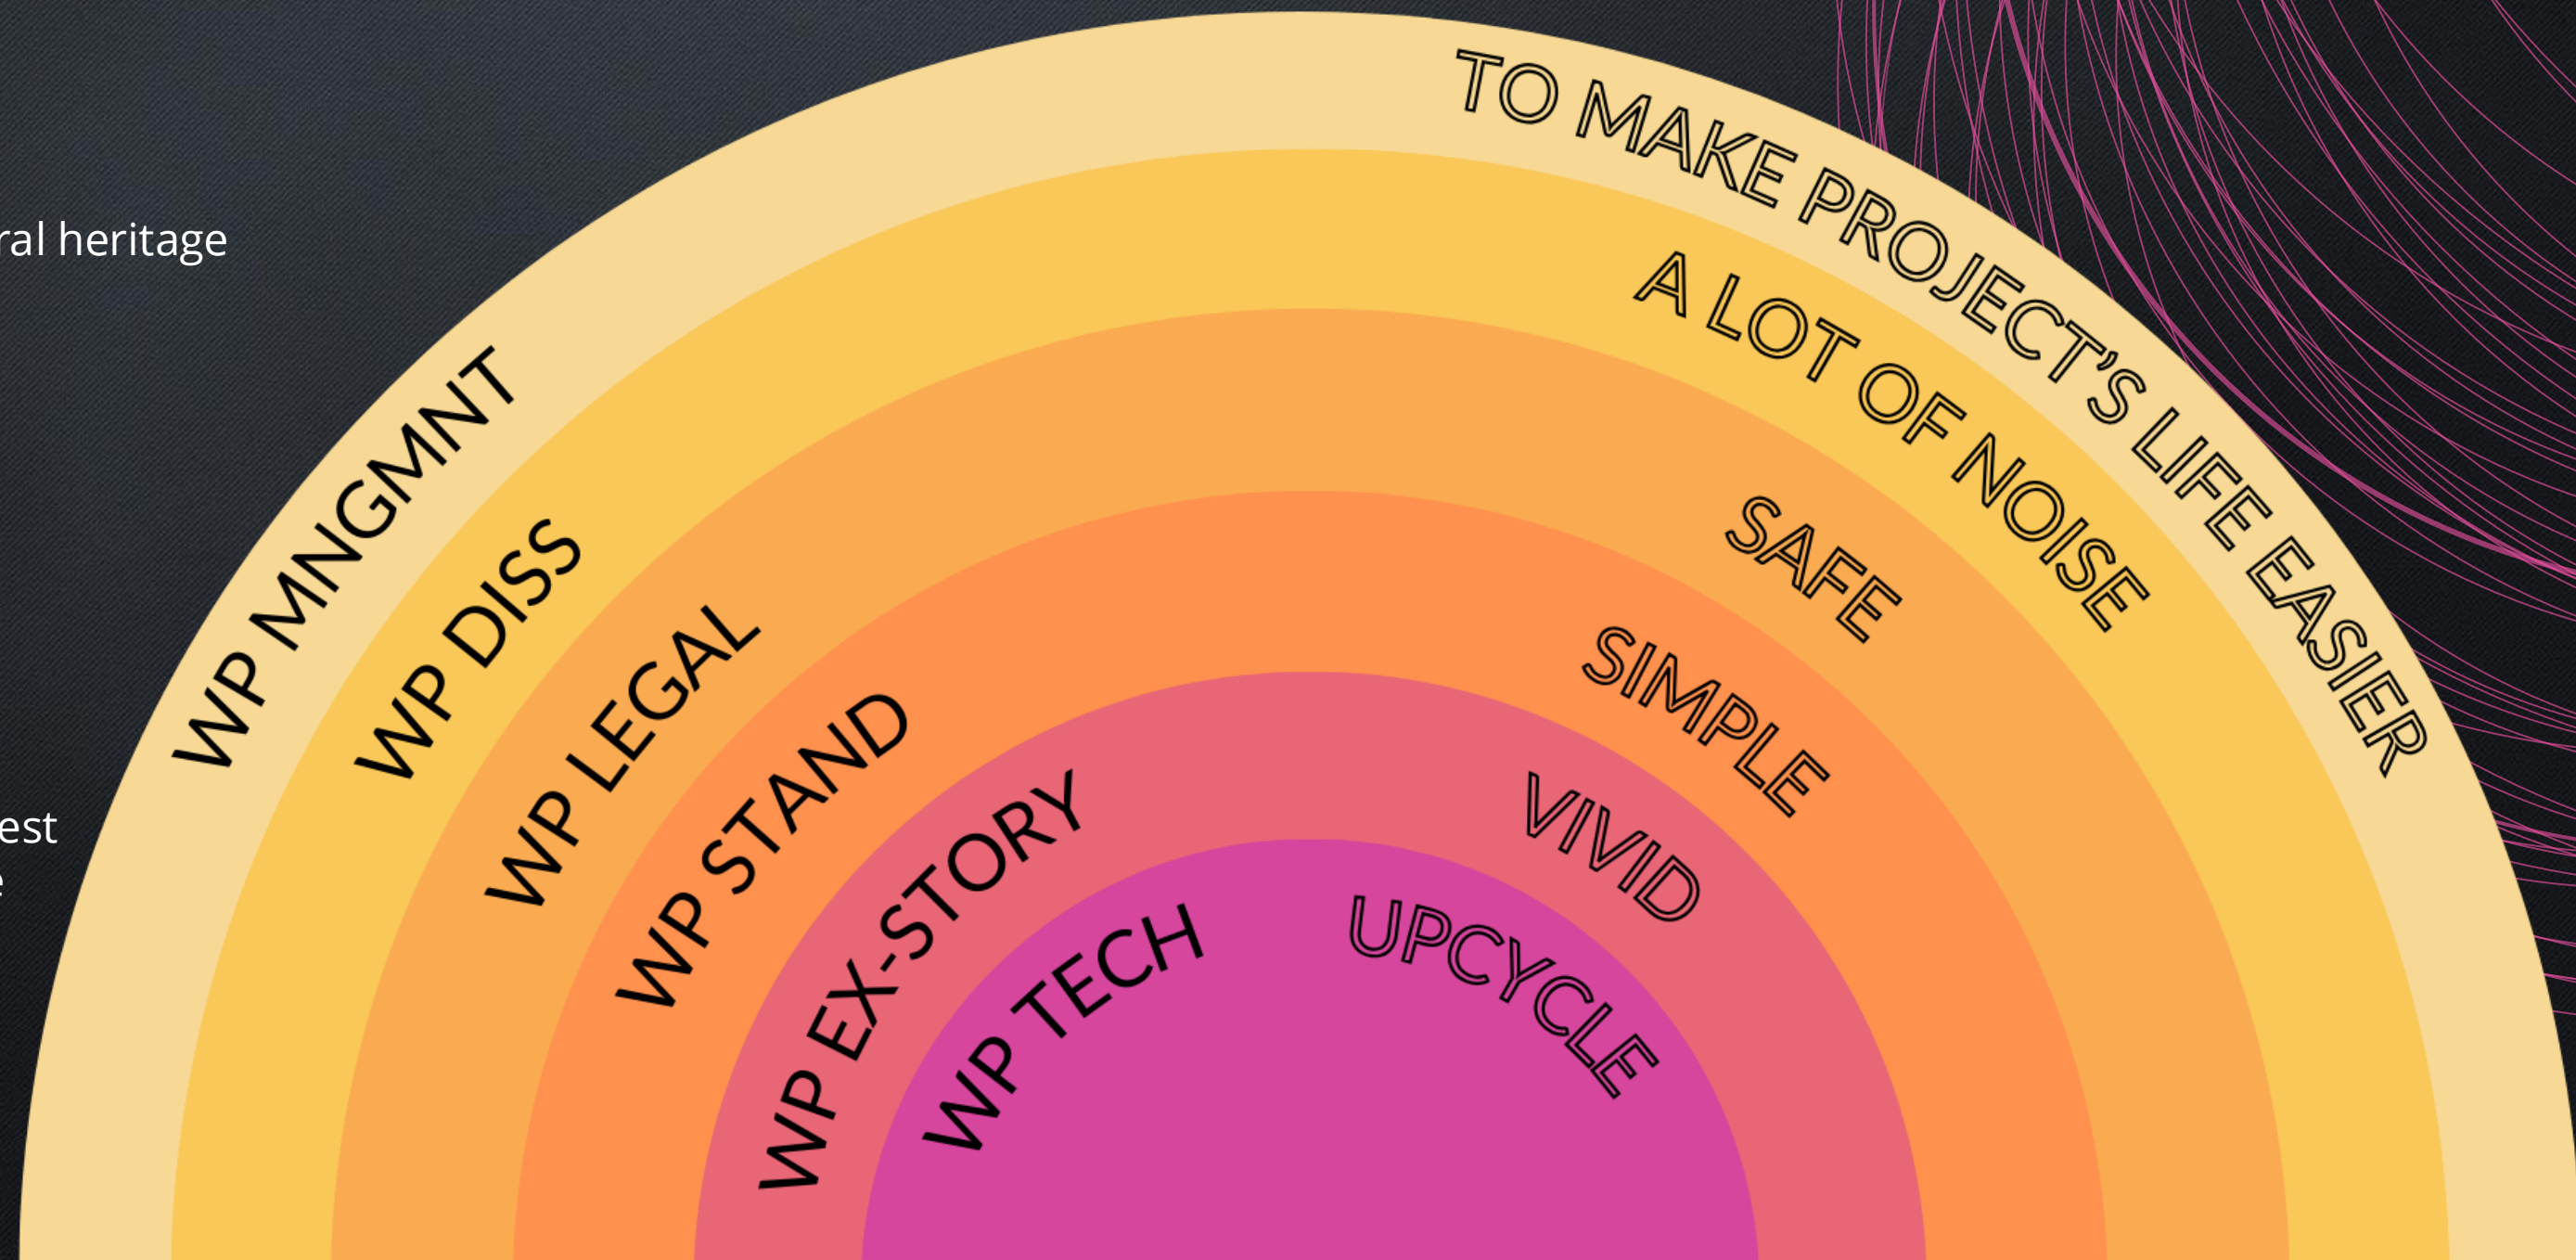 ral heritage
est
e
WP MNGMNT
TO MAKE PROJECT’S LIFE EASIER
WP DISS
A LOT OF NOISE
WP LEGAL
SAFE
WP STAND
SIMPLE
WP EX-STORY
VIVID
WP TECH
UPCYCLE